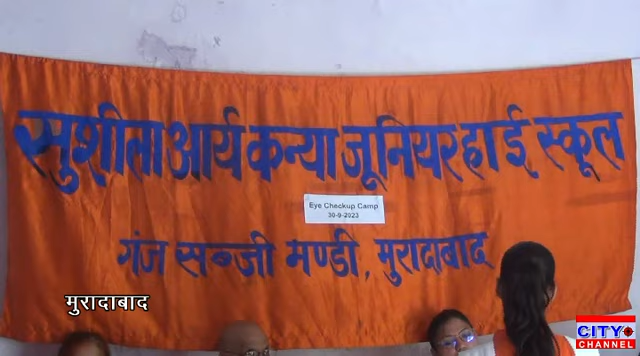 सुशीला आर्य कन्या जूनियर हाई स्कूल
Eye Checkup Camp
30-9-2023
गंज सब्जी मण्डी, मुरादाबाद
मुरादाबाद
CITY
CHANNEL